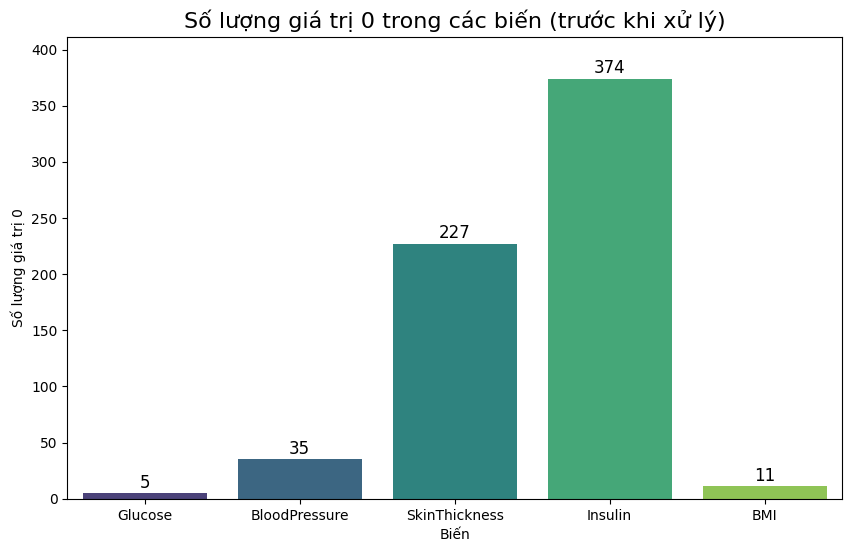 Số lượng giá trị 0 trong các biến (trước khi xử lý)
Số lượng giá trị 0
400
350
300
250
200
150
100
50
0
5
35
227
374
11
Glucose
BloodPressure
SkinThickness
Insulin
BMI
Biến